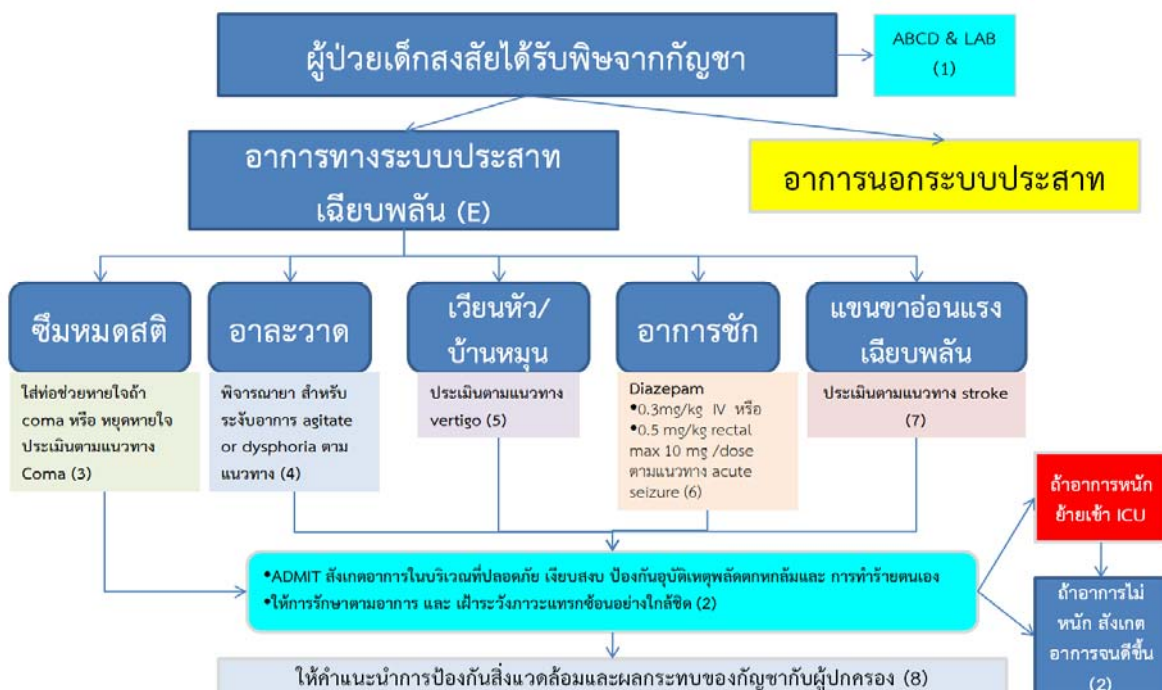 ผู้ป่วยเด็กสงสัยได้รับพิษจากกัญชา
ABCD & LAB
(1)
อาการทางระบบประสาท
เฉียบพลัน (E)
อาการนอกระบบประสาท
ซึมหมดสติ
อาละวาด
เวียนหัว/
บ้านหมุน
อาการชัก
แขนขาอ่อนแรง
เฉียบพลัน
ใส่ท่อช่วยหายใจถ้า
coma หรือ หยุดหายใจ
ประเมินตามแนวทาง
Coma (3)
พิจารณายา สำหรับ
ระงับอาการ agitate
or dysphoria ตาม
แนวทาง (4)
ประเมินตามแนวทาง
vertigo (5)
Diazepam
•0.3mg/kg IV หรือ
•0.5 mg/kg rectal
max 10 mg /dose
ตามแนวทาง acute
seizure (6)
ประเมินตามแนวทาง stroke
(7)
ถ้าอาการหนัก
ย้ายเข้า ICU
•ADMIT สังเกตอาการในบริเวณที่ปลอดภัย เงียบสงบ ป้องกันอุบัติเหตุพลัดตกหกล้มและ การทำร้ายตนเอง
•ให้การรักษาตามอาการ และ เฝ้าระวังภาวะแทรกซ้อนอย่างใกล้ชิด (2)
ถ้าอาการไม่
หนัก สังเกต
อาการจนดีขึ้น
(2)
ให้คำแนะนำการป้องกันสิ่งแวดล้อมและผลกระทบของกัญชากับผู้ปกครอง (8)